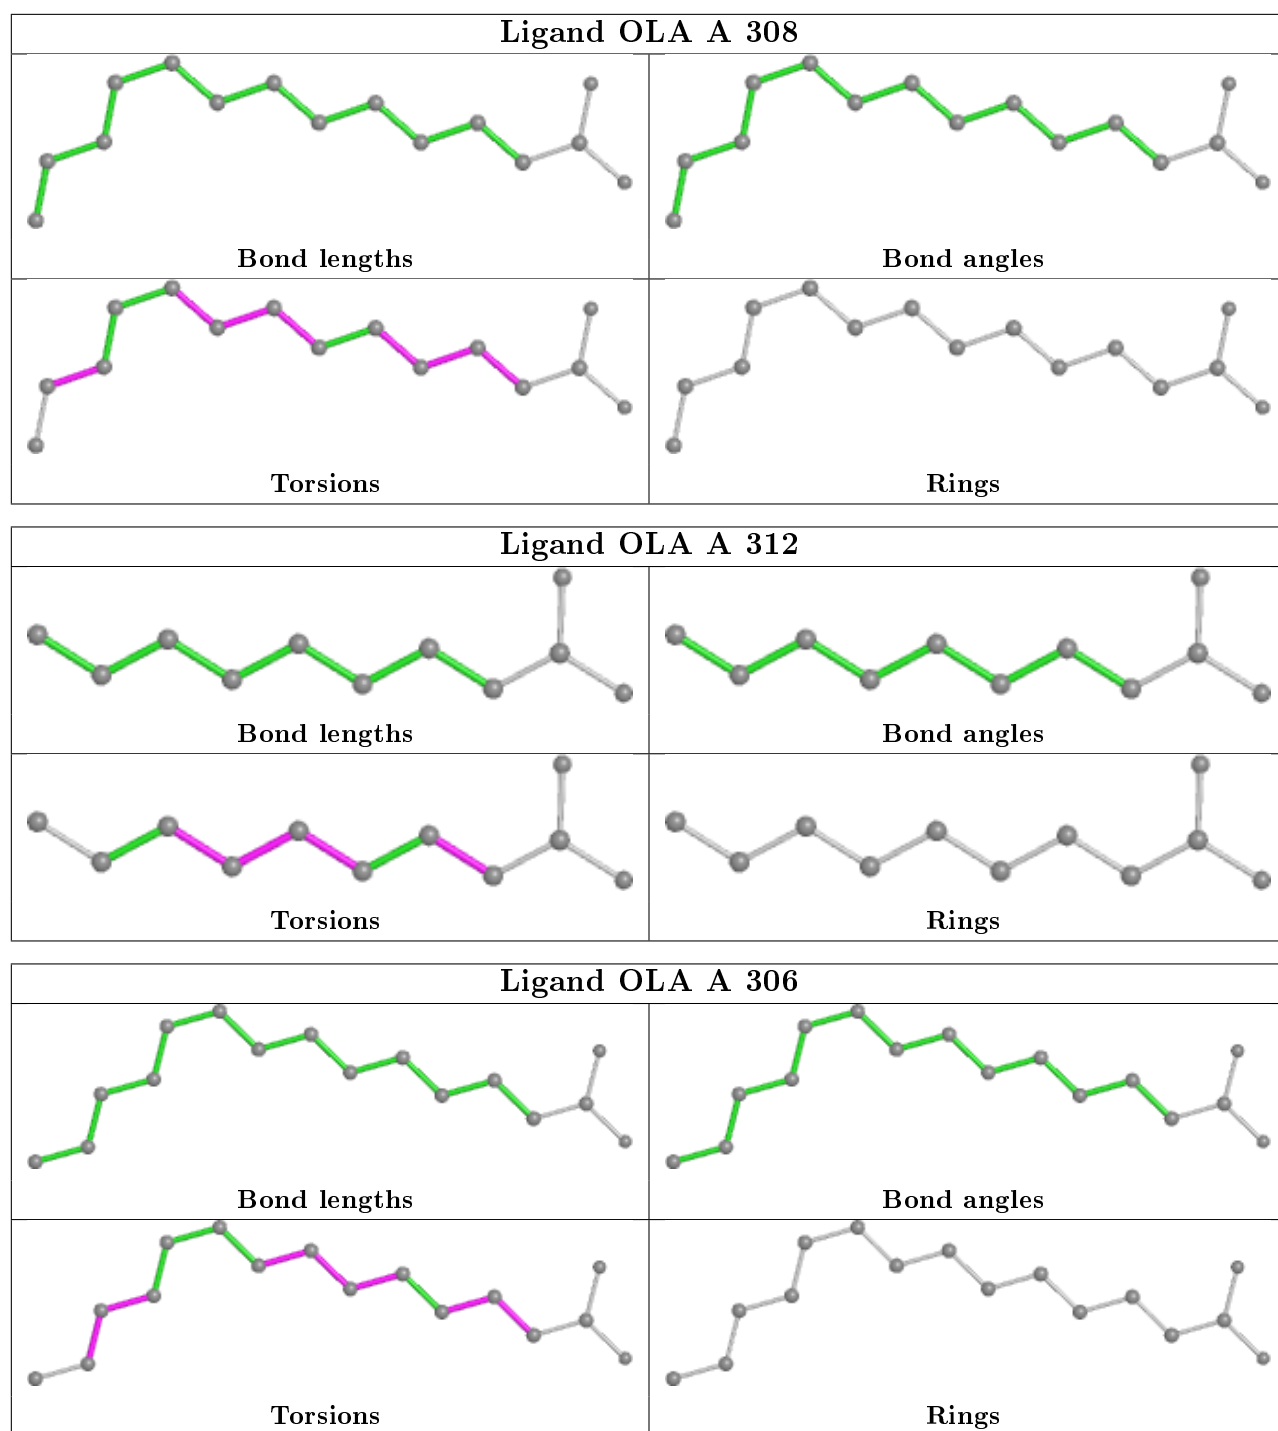 Ligand OLA A 308
Bond lengths
Bond angles
Torsions
Rings
Ligand OLA A 312
Bond lengths
Bond angles
Torsions
Rings
Ligand OLA A 306
Bond lengths
Bond angles
Torsions
Rings